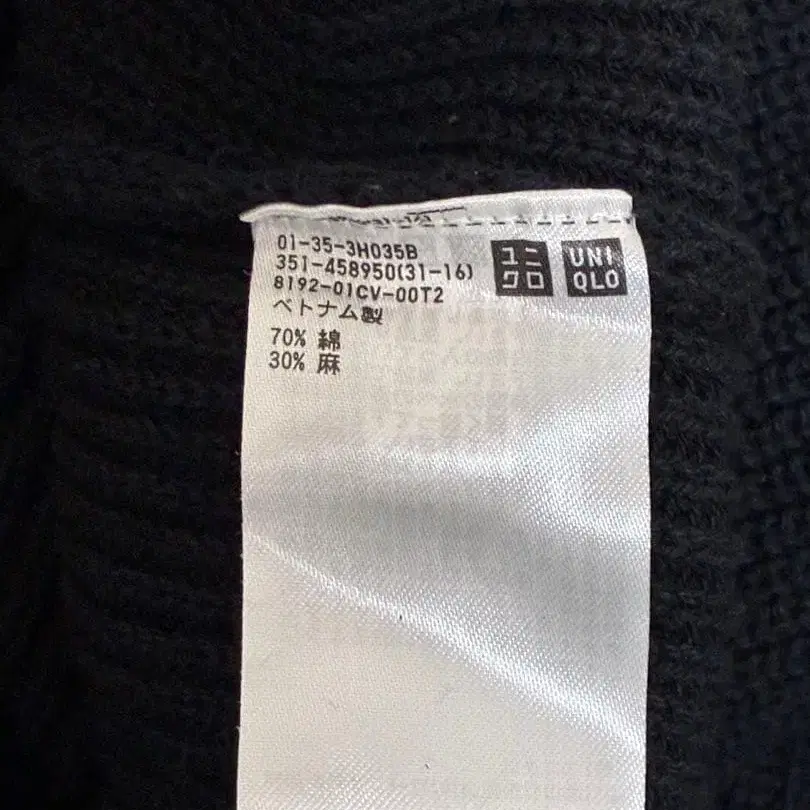 01-35-3H035B
351-458950(31-16)
8192-01CV-00T2
ベトナム製
70% 綿
30% 麻
ユニ
クロ
UNI
QLO